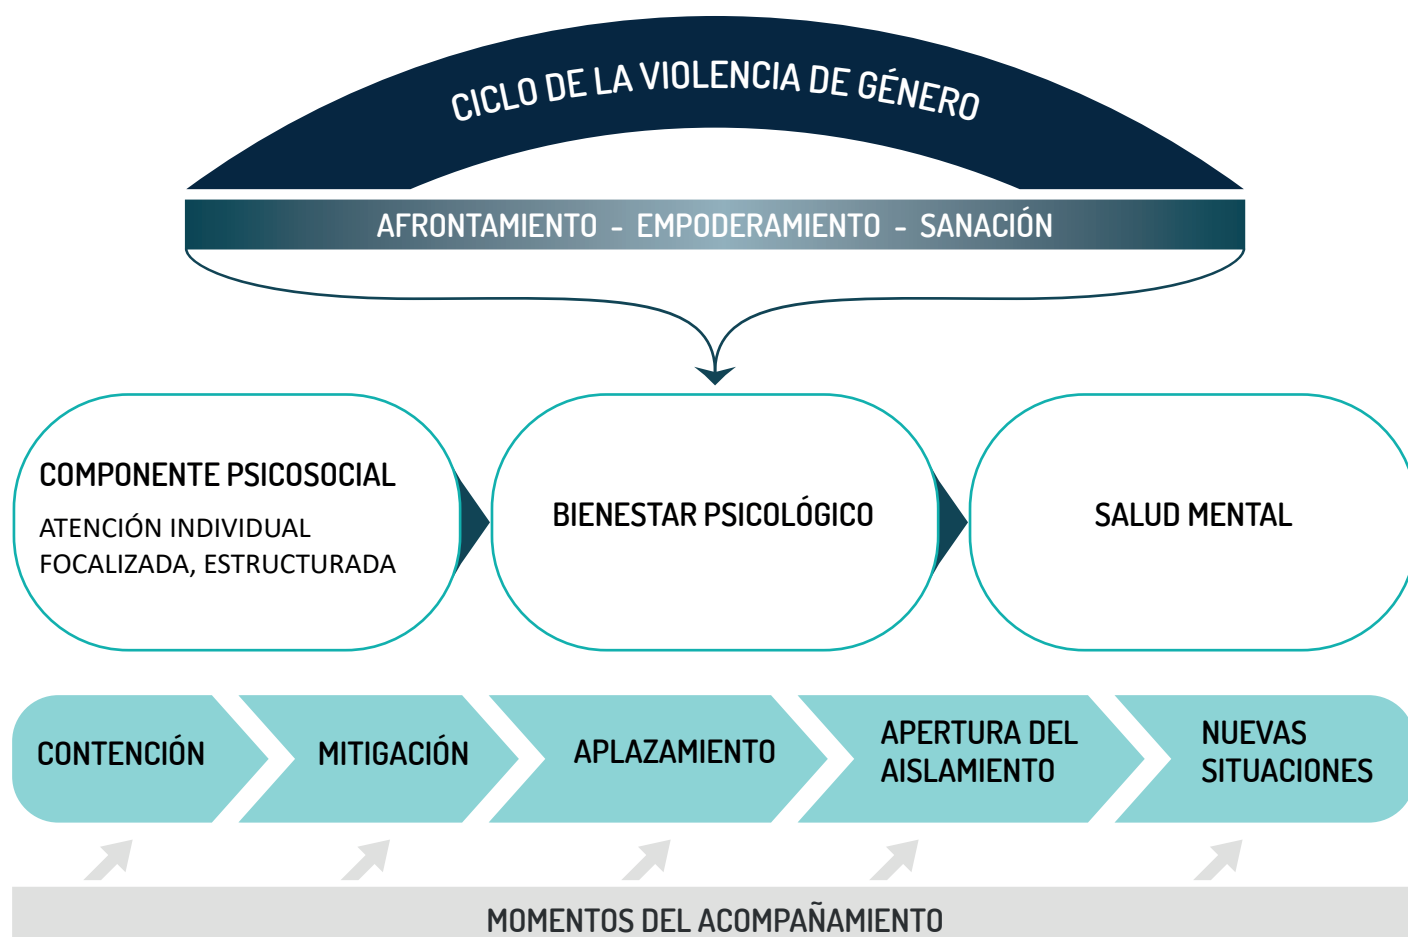 CICLO DE LA VIOLENCIA DE GÉNERO
AFRONTAMIENTO - EMPODERAMIENTO - SANACIÓN
COMPONENTE PSICOSOCIAL
ATENCIÓN INDIVIDUAL
FOCALIZADA, ESTRUCTURADA
BIENESTAR PSICOLÓGICO
SALUD MENTAL
CONTENCIÓN
MITIGACIÓN
APLAZAMIENTO
APERTURA DEL
AISLAMIENTO
NUEVAS
SITUACIONES
MOMENTOS DEL ACOMPAÑAMIENTO